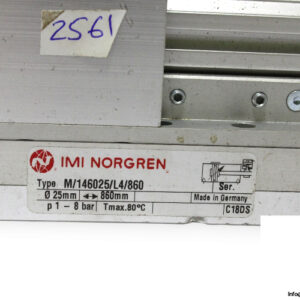 2561
IMI NORGREN
Type M/146025/L4/860
Ø 25mm ↔ 860mm
Ser.
Made in Germany
p 1 - 8 bar Tmax.80°C
C18DS